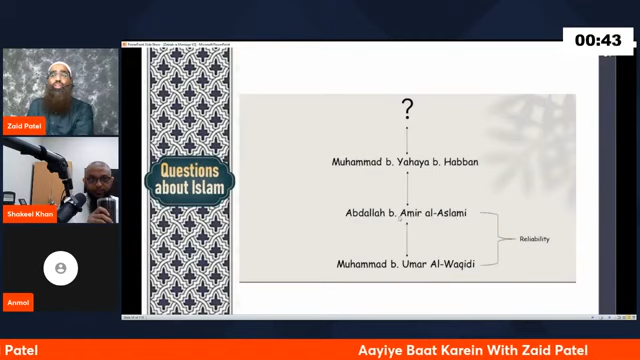 00:43
Zaid Patel
Shakeel Khan
Anmol
Questions
about Islam
?
Muhammad b. Yahaya b. Habban
Abdallah b. Amir al-Aslami
Muhammad b. Umar Al-Waqidi
Reliability
Patel
Aayiye Baat Karein With Zaid Patel